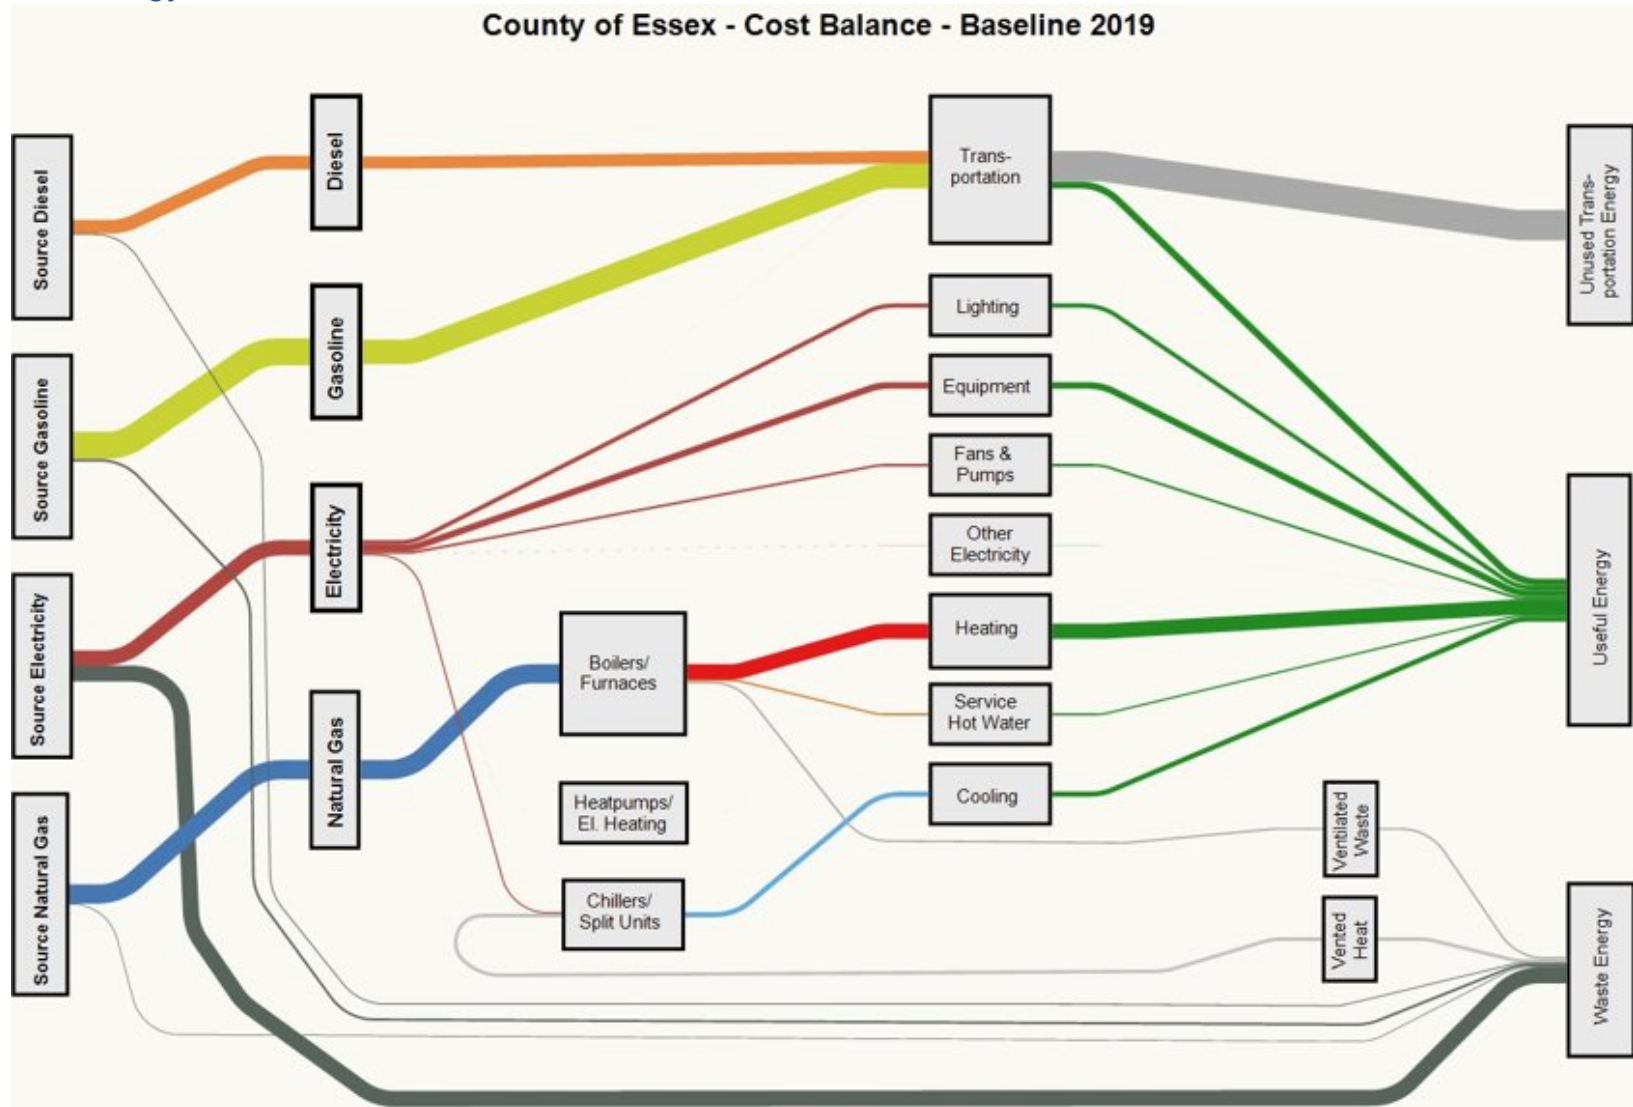 County of Essex - Cost Balance - Baseline 2019
Source Diesel
Source Gasoline
Source Electricity
Source Natural Gas
Diesel
Gasoline
Electricity
Natural Gas
Boilers/
Furnaces
Heatpumps/
El. Heating
Chillers/
Split Units
Trans-
portation
Lighting
Equipment
Fans &
Pumps
Other
Electricity
Heating
Service
Hot Water
Cooling
Ventilated
Waste
Vented
Heat
Unused Trans-
portation Energy
Useful Energy
Waste Energy